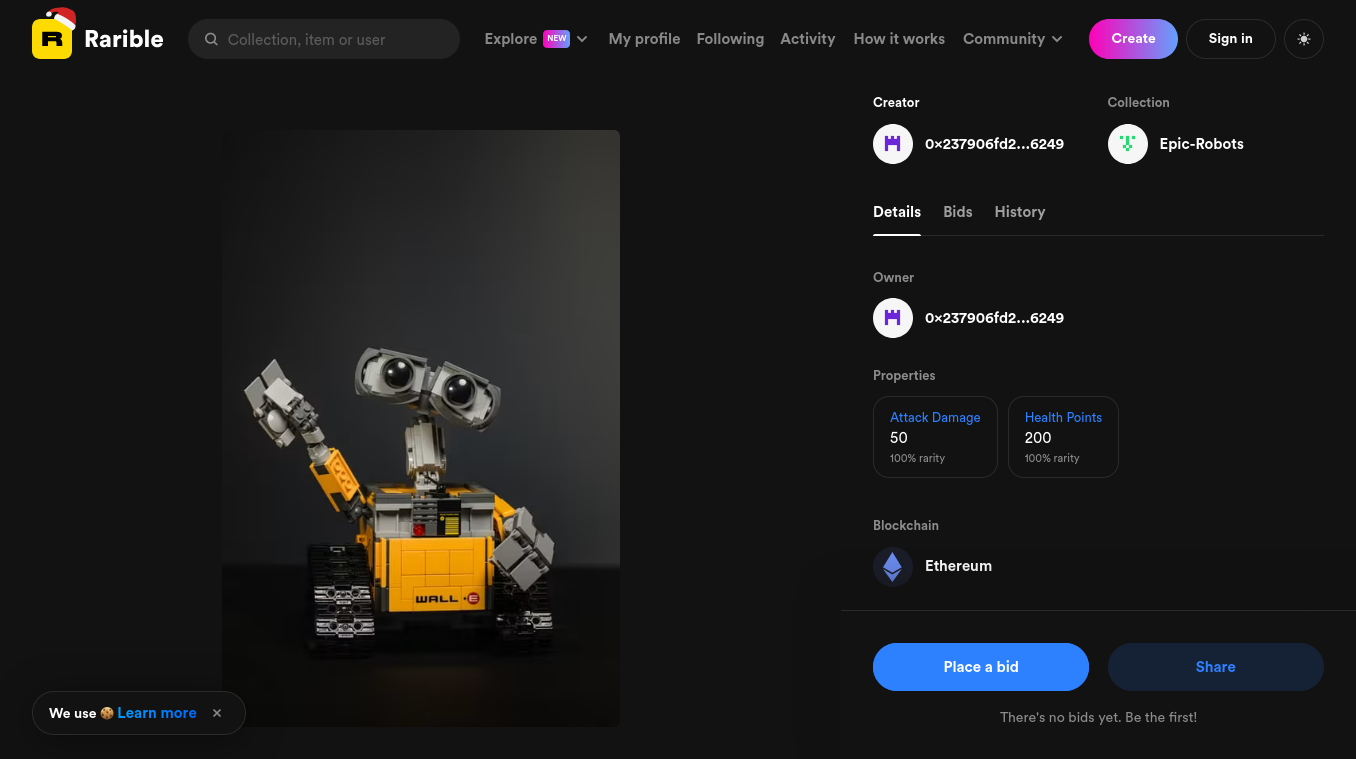 R Rarible
Collection, item or user
Explore NEW My profile Following Activity How it works Community
Create Sign in
Creator Collection
0x237906fd2...6249 Epic-Robots
Details Bids History
Owner
0x237906fd2...6249
Properties
Attack Damage Health Points
50 200
100% rarity 100% rarity
Blockchain
Ethereum
WALL·E
Place a bid Share
We use 🍪 Learn more ✕
There's no bids yet. Be the first!